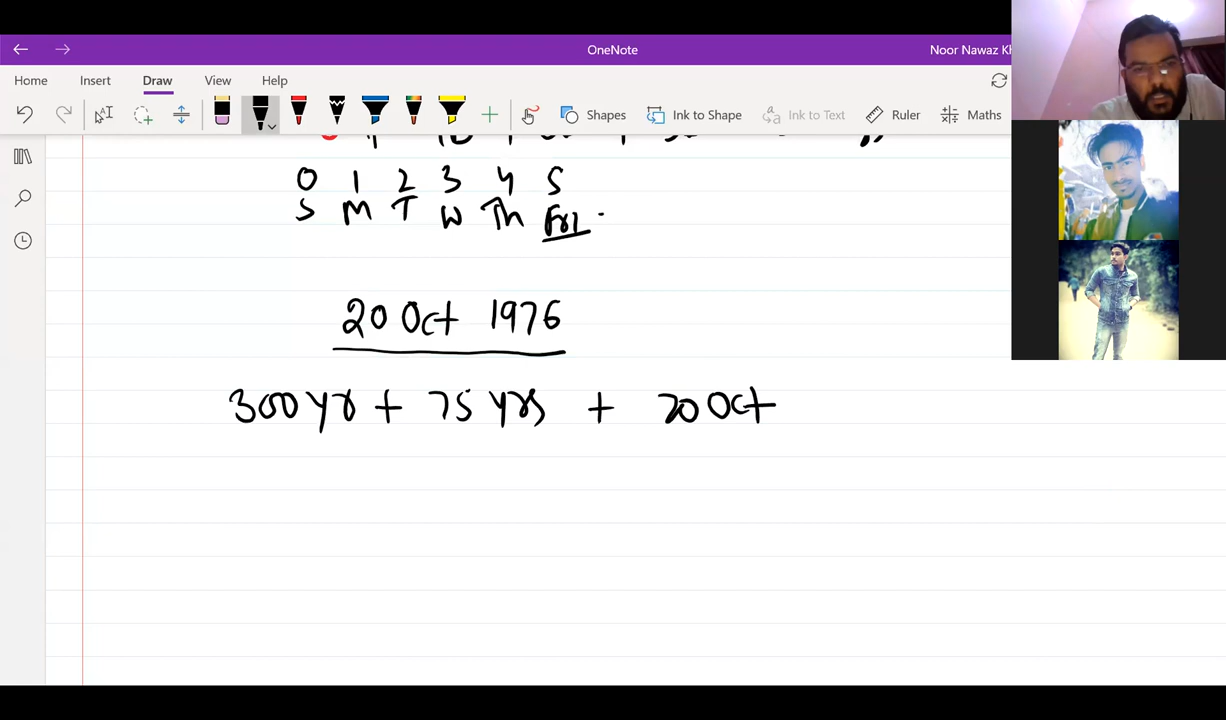 OneNote
Noor Nawaz Kh
Home Insert Draw View Help
Shapes Ink to Shape Ink to Text Ruler Maths
0 1 2 3 4 5
S M T W Th Fri
20 Oct 1976
300 yr + 75 yrs + 20 Oct